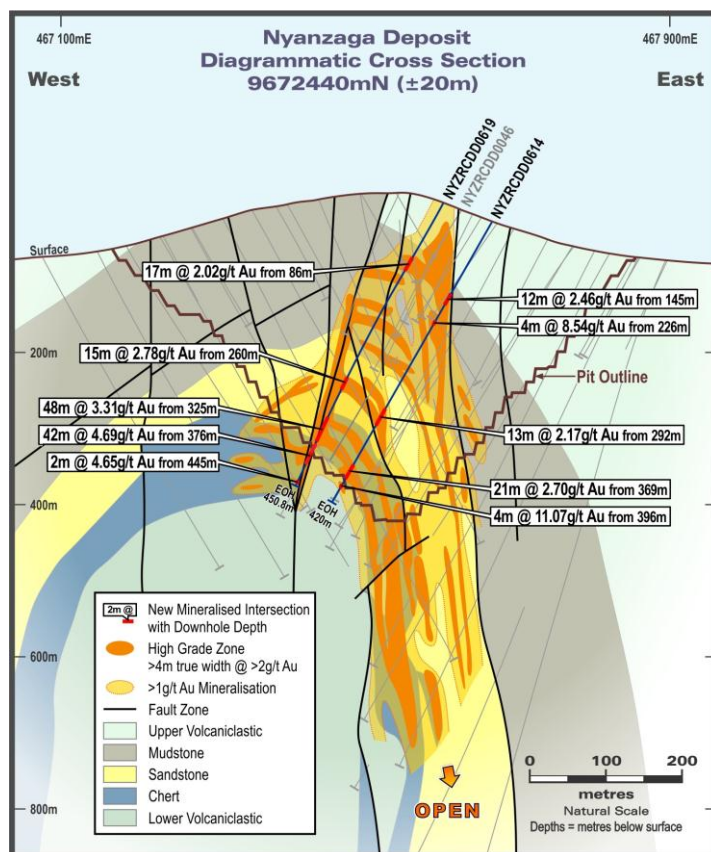 467 100mE
467 900mE
Nyanzaga Deposit
Diagrammatic Cross Section
9672440mN (±20m)
West
East
NYZRCDD0619
NYZRCDD0046
NYZRCDD0614
Surface
17m @ 2.02g/t Au from 86m
12m @ 2.46g/t Au from 145m
4m @ 8.54g/t Au from 226m
200m
15m @ 2.78g/t Au from 260m
Pit Outline
48m @ 3.31g/t Au from 325m
42m @ 4.69g/t Au from 376m
2m @ 4.65g/t Au from 445m
13m @ 2.17g/t Au from 292m
21m @ 2.70g/t Au from 369m
4m @ 11.07g/t Au from 396m
400m
EOH
450.8m
EOH
420m
2m @
New Mineralised Intersection
with Downhole Depth
High Grade Zone
>4m true width @ >2g/t Au
>1g/t Au Mineralisation
Fault Zone
Upper Volcaniclastic
Mudstone
Sandstone
Chert
Lower Volcaniclastic
600m
800m
OPEN
0 100 200
metres
Natural Scale
Depths = metres below surface